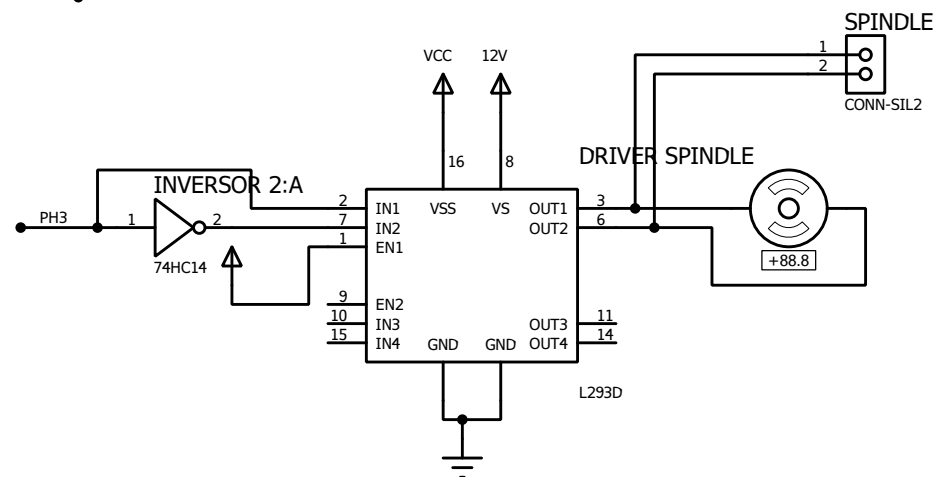 SPINDLE
1
2
CONN-SIL2
VCC
12V
16
8
DRIVER SPINDLE
INVERSOR 2:A
PH3
1
2
74HC14
2
7
1
9
10
15
IN1
IN2
EN1
EN2
IN3
IN4
VSS
VS
GND
GND
OUT1
OUT2
OUT3
OUT4
3
6
11
14
+88.8
L293D